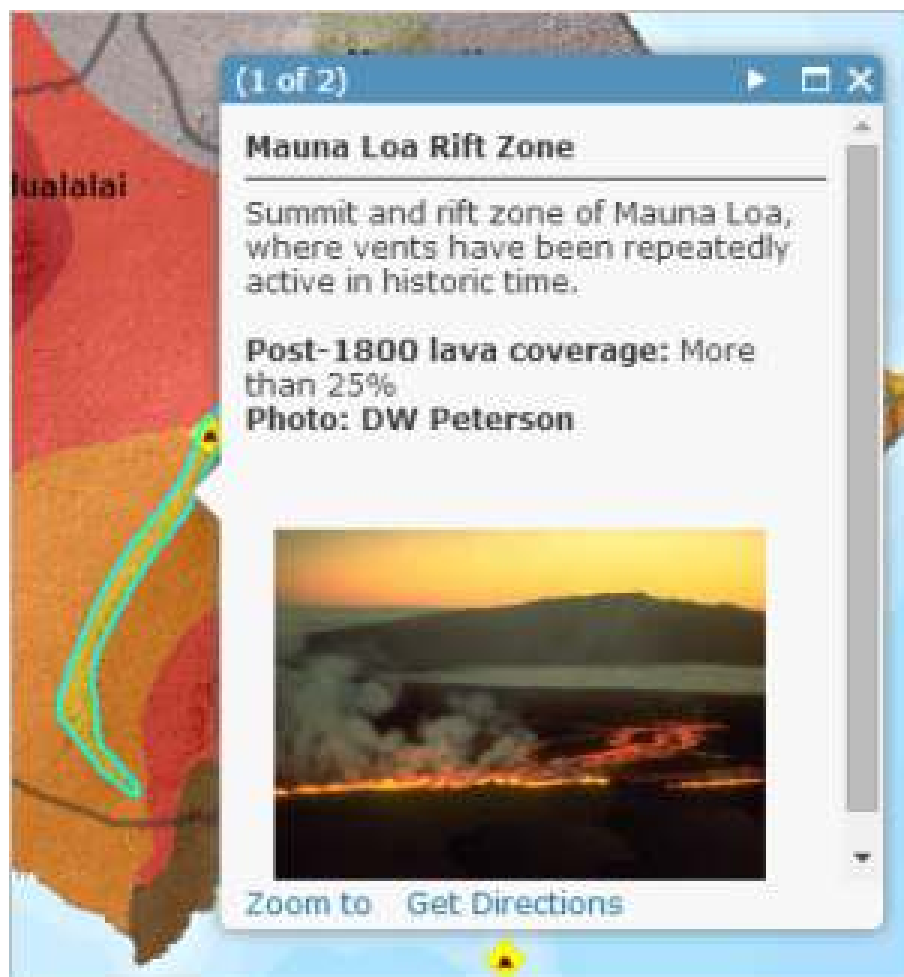 (1 of 2)
Mauna Loa Rift Zone
Hualalai
Summit and rift zone of Mauna Loa,
where vents have been repeatedly
active in historic time.
Post-1800 lava coverage: More
than 25%
Photo: DW Peterson
Zoom to Get Directions